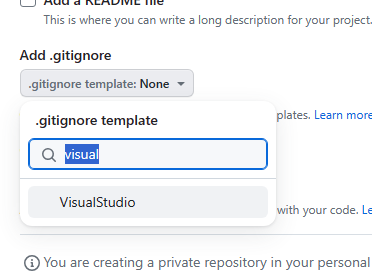 Add a README file
This is where you can write a long description for your project.
Add .gitignore
.gitignore template: None
.gitignore template
plates. Learn more
visual
VisualStudio
with your code. Le
You are creating a private repository in your personal